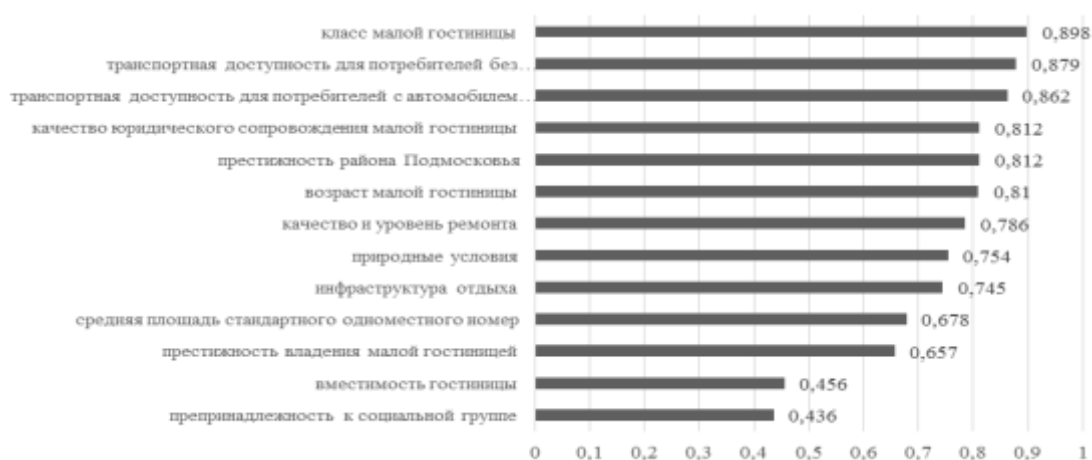 класс малой гостиницы 0,898
транспортная доступность для потребителей без... 0,879
транспортная доступность для потребителей с автомобилем... 0,862
качество юридического сопровождения малой гостиницы 0,812
престижность района Подмосковья 0,812
возраст малой гостиницы 0,81
качество и уровень ремонта 0,786
природные условия 0,754
инфраструктура отдыха 0,745
средняя площадь стандартного одноместного номер 0,678
престижность владения малой гостиницей 0,657
вместимость гостиницы 0,456
препринадлежность к социальной группе 0,436
0 0,1 0,2 0,3 0,4 0,5 0,6 0,7 0,8 0,9 1